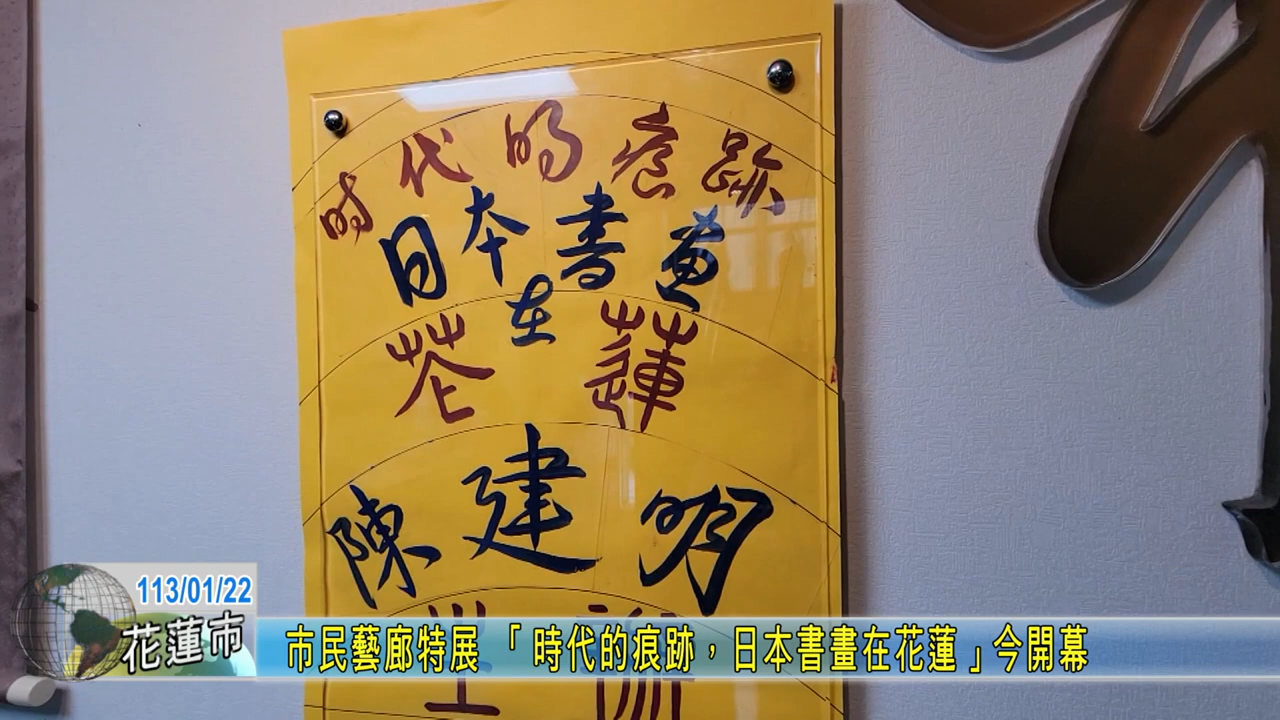 时代的痕跡
日本書画
在
花蓮
陳建明
113/01/22
花蓮市
市民藝廊特展「時代的痕跡，日本書畫在花蓮」今開幕